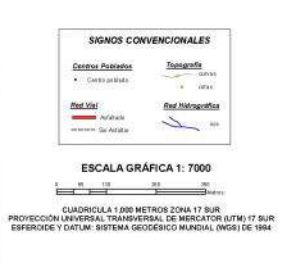 SIGNOS CONVENCIONALES
Centros Poblados
Topografía
Centro poblado
curvas
cotas
Red Vial
Red Hidrográfica
Asfaltada
Sin Asfaltar
ESCALA GRÁFICA 1: 7000
Metros
CUADRICULA 1,000 METROS ZONA 17 SUR
PROYECCIÓN UNIVERSAL TRANSVERSAL DE MERCATOR (UTM) 17 SUR
ESFEROIDE Y DATUM: SISTEMA GEODÉSICO MUNDIAL (WGS) DE 1984